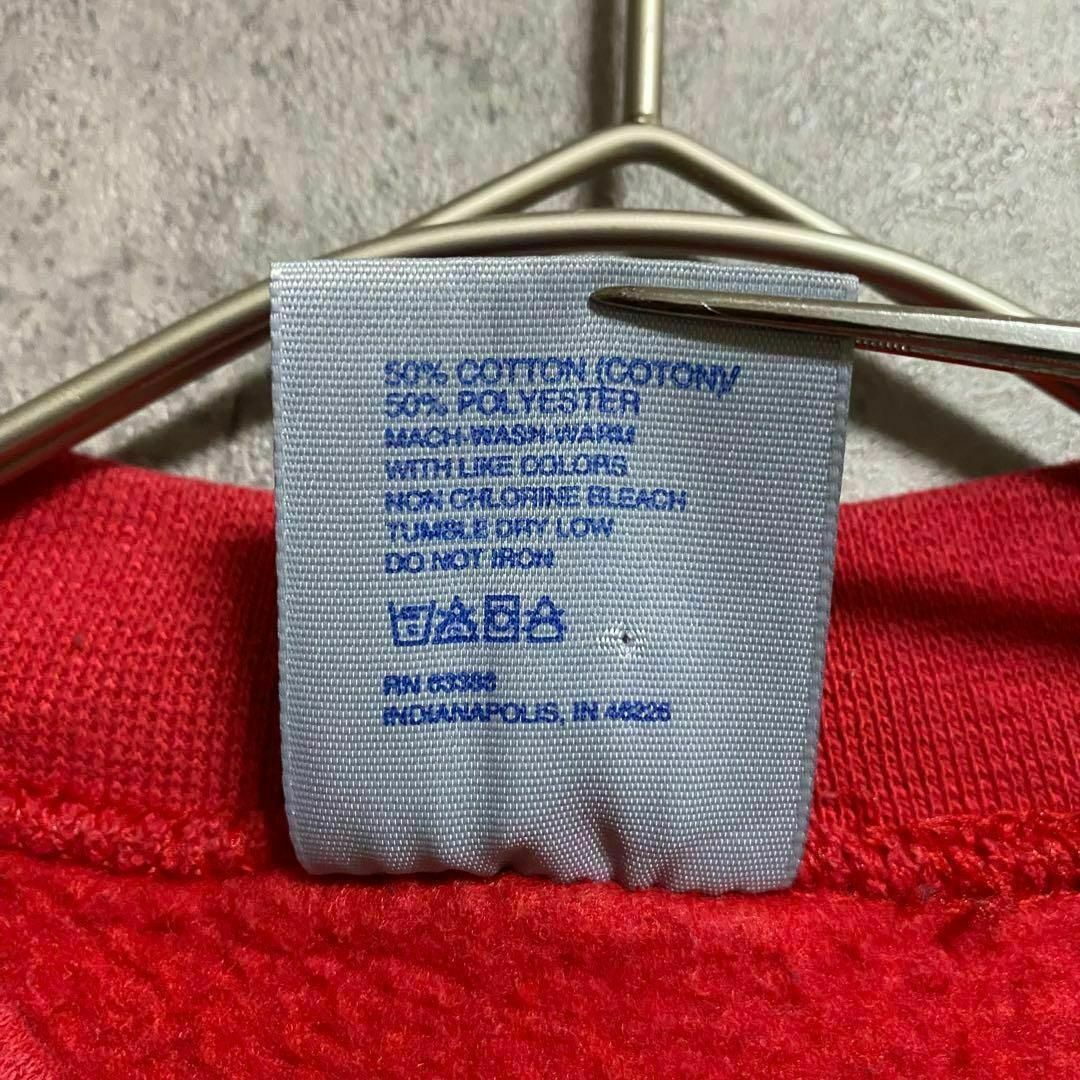 50% COTTON (COTON)/
50% POLYESTER
MACH-WASH-WARM
WITH LIKE COLORS
NON CHLORINE BLEACH
TUMBLE DRY LOW
DO NOT IRON
RN 63388
INDIANAPOLIS, IN 46226